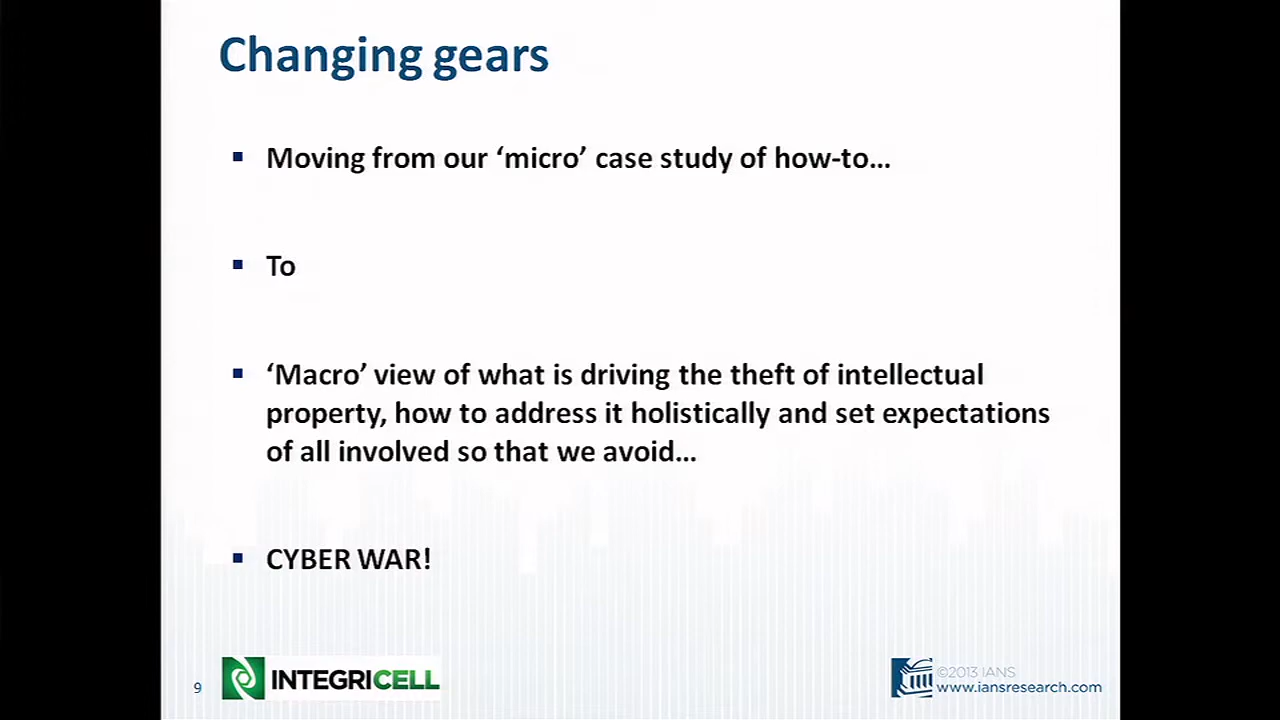 Changing gears
▪ Moving from our ‘micro’ case study of how-to…
▪ To
▪ ‘Macro’ view of what is driving the theft of intellectual
property, how to address it holistically and set expectations
of all involved so that we avoid…
▪ CYBER WAR!
9
INTEGRICELL
©2013 IANS
www.iansresearch.com